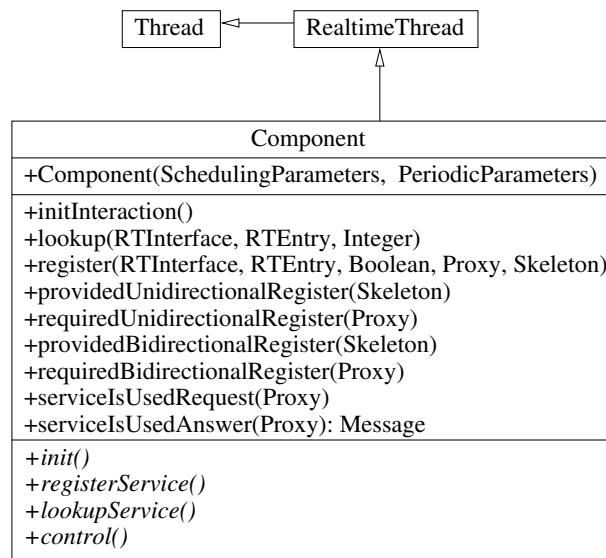 Thread
RealtimeThread
Component
+Component(SchedulingParameters, PeriodicParameters)
+initInteraction()
+lookup(RTInterface, RTEntry, Integer)
+register(RTInterface, RTEntry, Boolean, Proxy, Skeleton)
+providedUnidirectionalRegister(Skeleton)
+requiredUnidirectionalRegister(Proxy)
+providedBidirectionalRegister(Skeleton)
+requiredBidirectionalRegister(Proxy)
+serviceIsUsedRequest(Proxy)
+serviceIsUsedAnswer(Proxy): Message
+init()
+registerService()
+lookupService()
+control()